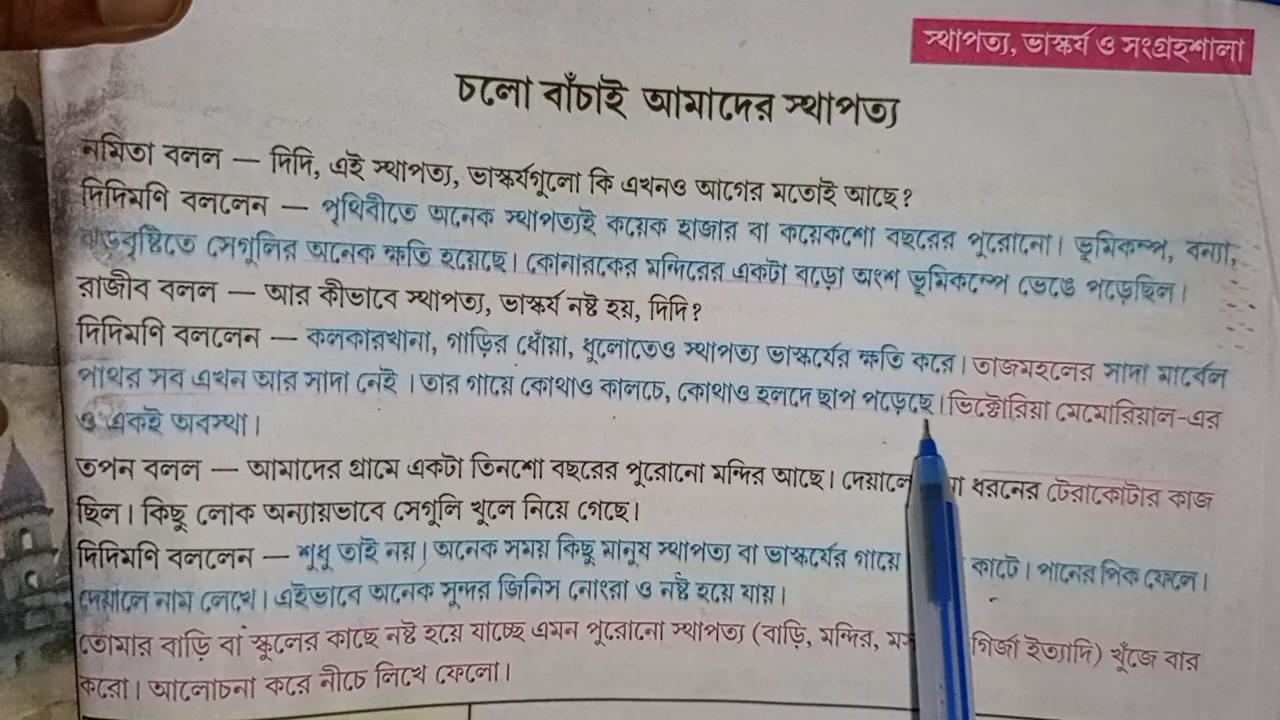 স্থাপত্য, ভাস্কর্য ও সংগ্রহশালা
চলো বাঁচাই আমাদের স্থাপত্য
নমিতা বলল — দিদি, এই স্থাপত্য, ভাস্কর্যগুলো কি এখনও আগের মতোই আছে?
দিদিমণি বললেন — পৃথিবীতে অনেক স্থাপত্যই কয়েক হাজার বা কয়েকশো বছরের পুরোনো। ভূমিকম্প, বন্যা,
ঝড়বৃষ্টিতে সেগুলির অনেক ক্ষতি হয়েছে। কোনারকের মন্দিরের একটা বড়ো অংশ ভূমিকম্পে ভেঙে পড়েছিল।
রাজীব বলল — আর কীভাবে স্থাপত্য, ভাস্কর্য নষ্ট হয়, দিদি?
দিদিমণি বললেন — কলকারখানা, গাড়ির ধোঁয়া, ধুলোতেও স্থাপত্য ভাস্কর্যের ক্ষতি করে। তাজমহলের সাদা মার্বেল
পাথর সব এখন আর সাদা নেই। তার গায়ে কোথাও কালচে, কোথাও হলদে ছাপ পড়েছে। ভিক্টোরিয়া মেমোরিয়াল-এর
ও একই অবস্থা।
তপন বলল — আমাদের গ্রামে একটা তিনশো বছরের পুরোনো মন্দির আছে। ধরনের টেরাকোটার কাজ
ছিল। কিছু লোক অন্যায়ভাবে সেগুলি খুলে নিয়ে গেছে।
দিদিমণি বললেন — শুধু তাই নয়। অনেক সময় কিছু মানুষ স্থাপত্য বা ভাস্কর্যের গায়ে কাটে। পানের পিক ফেলে।
দেয়ালে নাম লেখে। এইভাবে অনেক সুন্দর জিনিস নোংরা ও নষ্ট হয়ে যায়।
তোমার বাড়ি বা স্কুলের কাছে নষ্ট হয়ে যাচ্ছে এমন পুরোনো স্থাপত্য (বাড়ি, মন্দির, গির্জা ইত্যাদি) খুঁজে বার
করো। আলোচনা করে নীচে লিখে ফেলো।